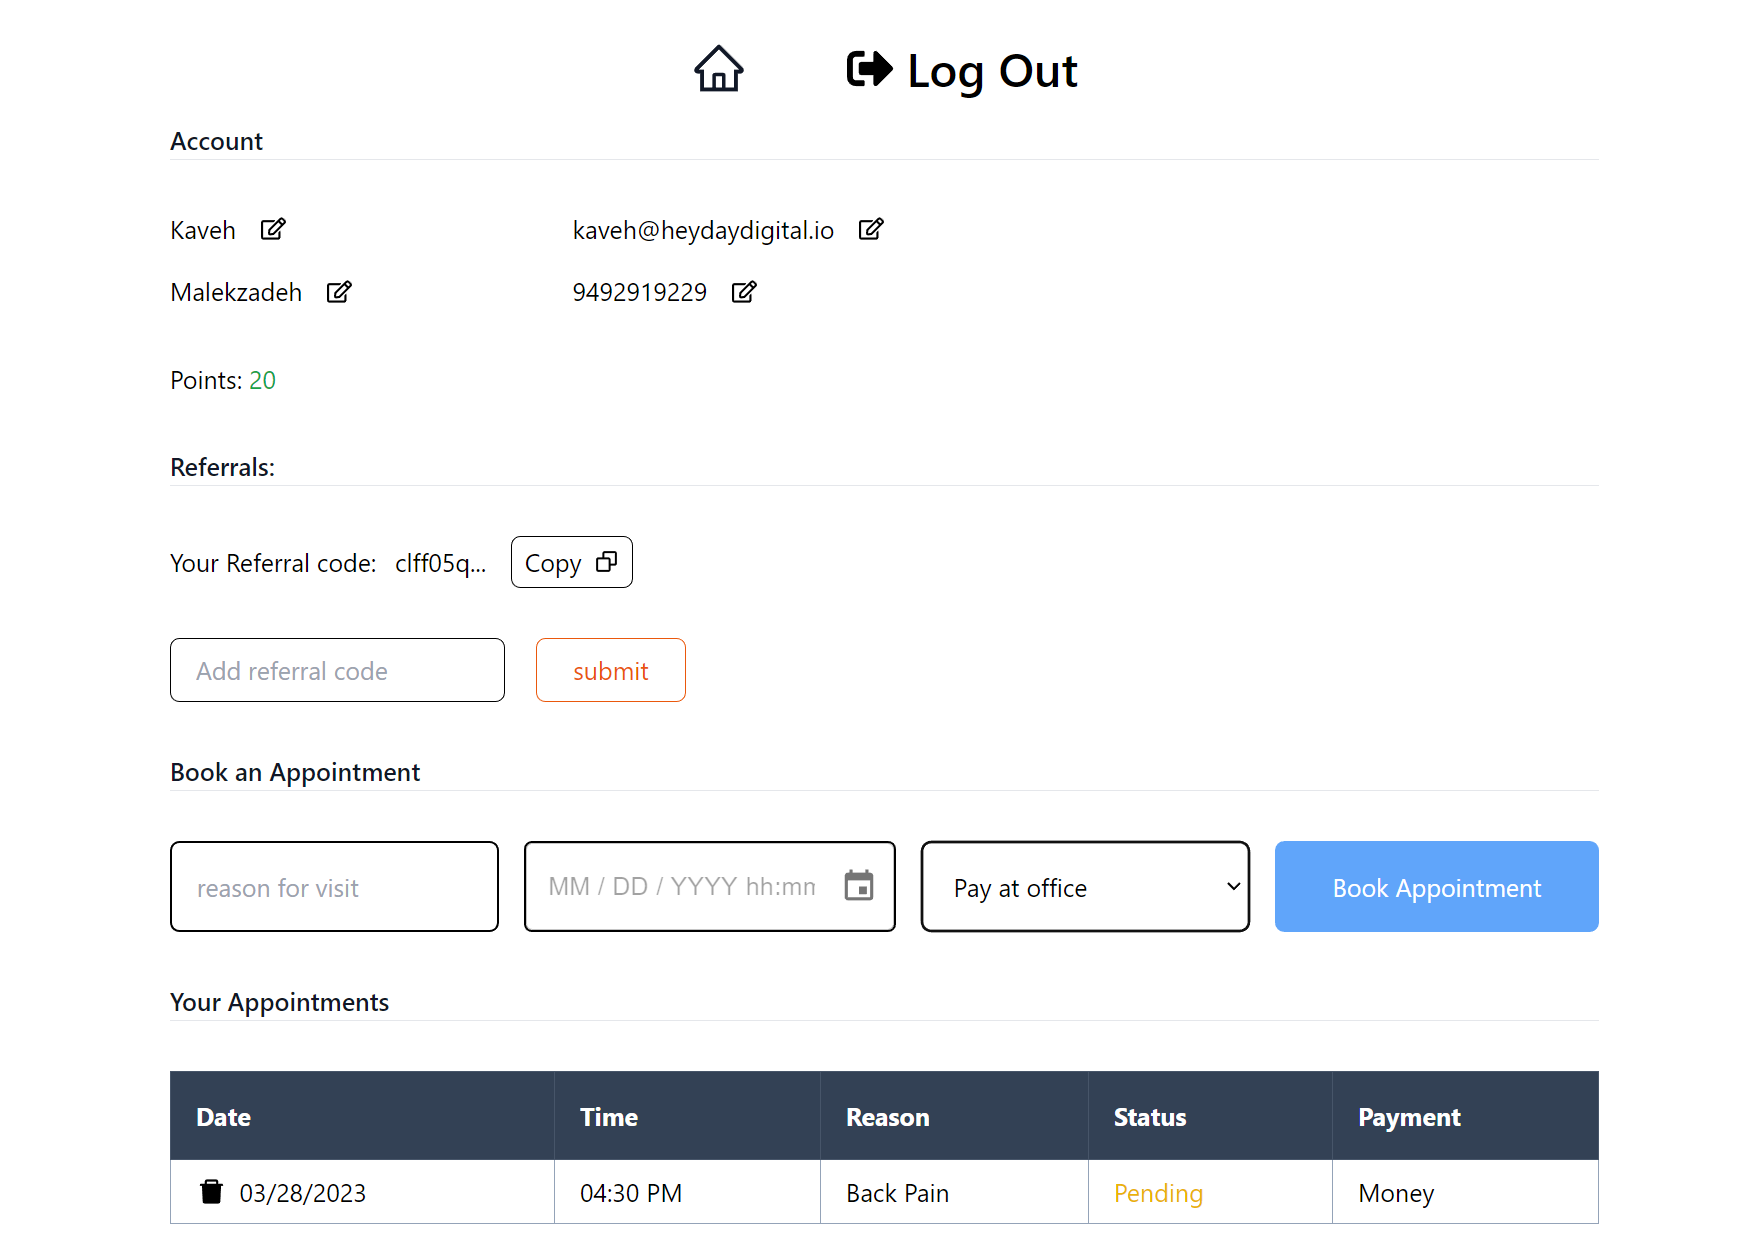 Log Out
Account
Kaveh kaveh@heydaydigital.io
Malekzadeh 9492919229
Points: 20
Referrals:
Your Referral code: clff05q... Copy
Add referral code submit
Book an Appointment
reason for visit MM / DD / YYYY hh:mm Pay at office Book Appointment
Your Appointments
Date Time Reason Status Payment
03/28/2023 04:30 PM Back Pain Pending Money